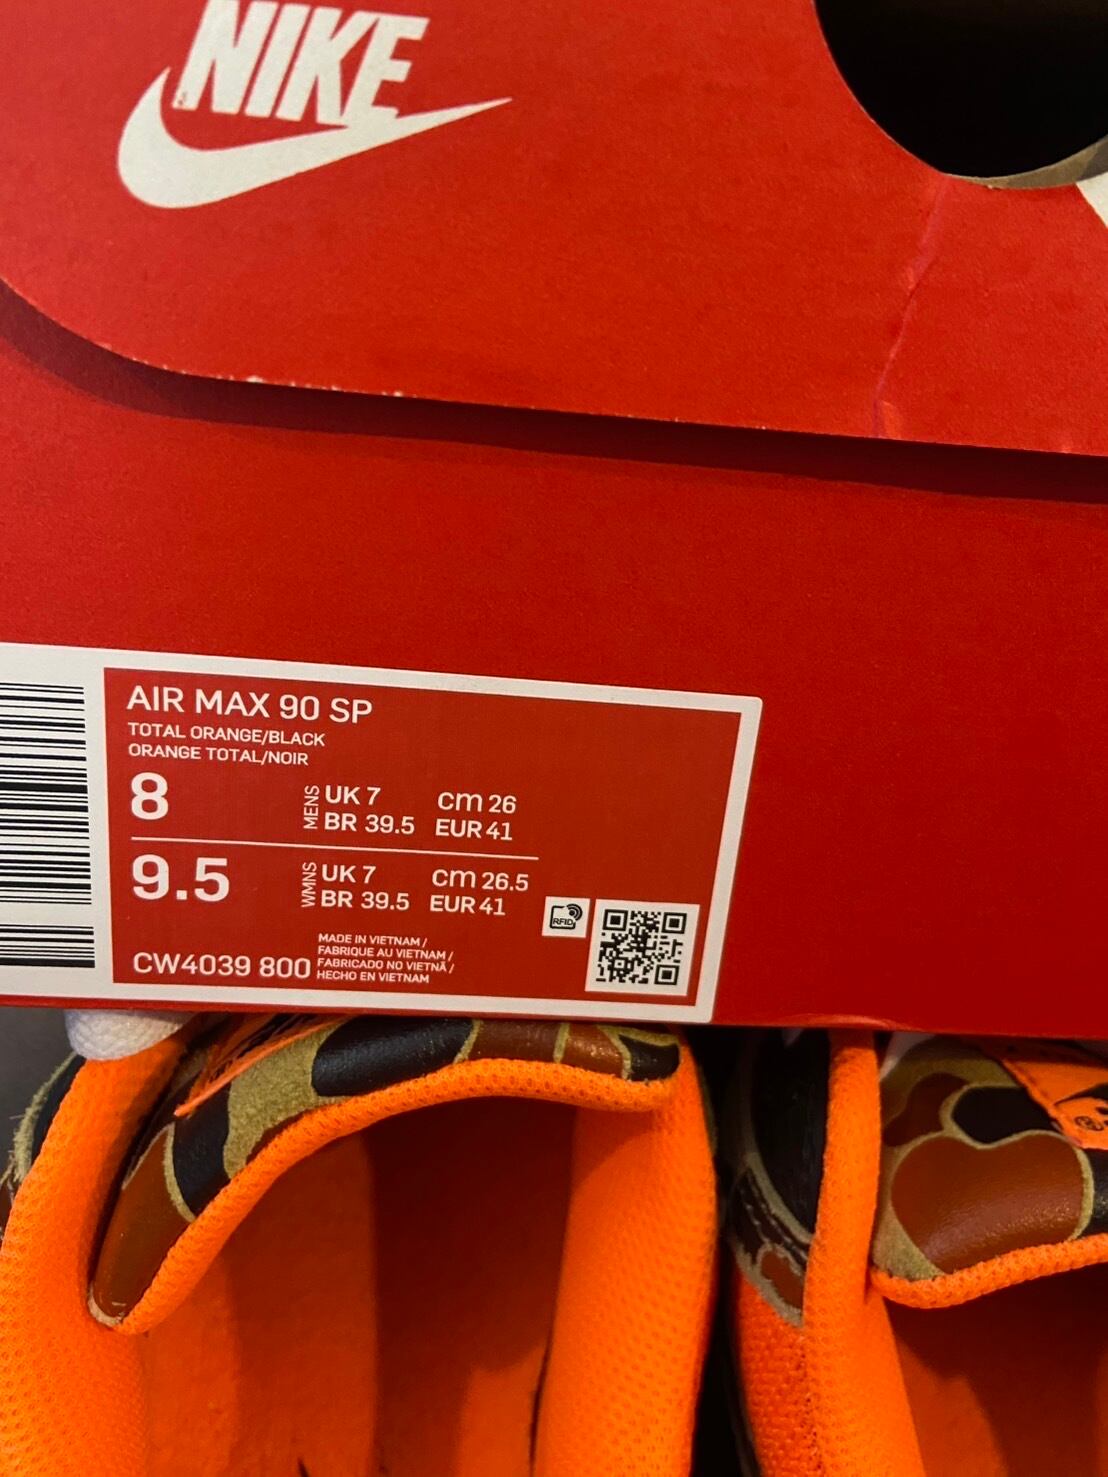 NIKE
AIR MAX 90 SP
TOTAL ORANGE/BLACK
ORANGE TOTAL/NOIR
8 MENS UK 7 cm 26
BR 39.5 EUR 41
9.5 WMNS UK 7 cm 26.5
BR 39.5 EUR 41
RFID
CW4039 800
MADE IN VIETNAM /
FABRIQUE AU VIETNAM /
FABRICADO NO VIETNÃ /
HECHO EN VIETNAM